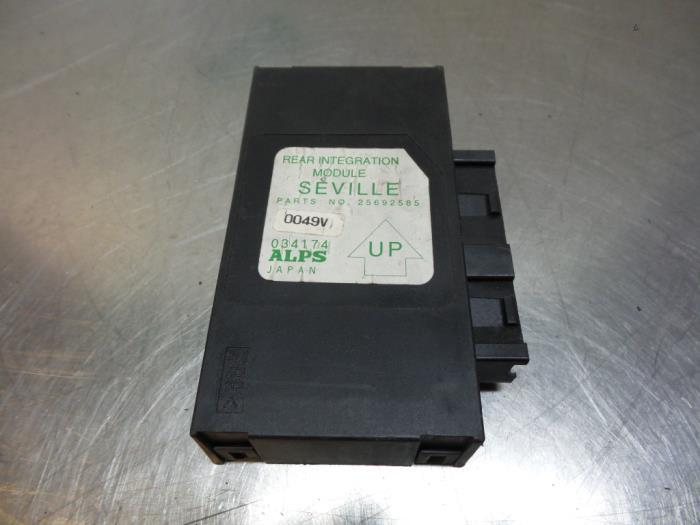 REAR INTEGRATION
MODULE
SEVILLE
PARTS NO. 25692585
0049V
034174
ALPS
JAPAN
UP